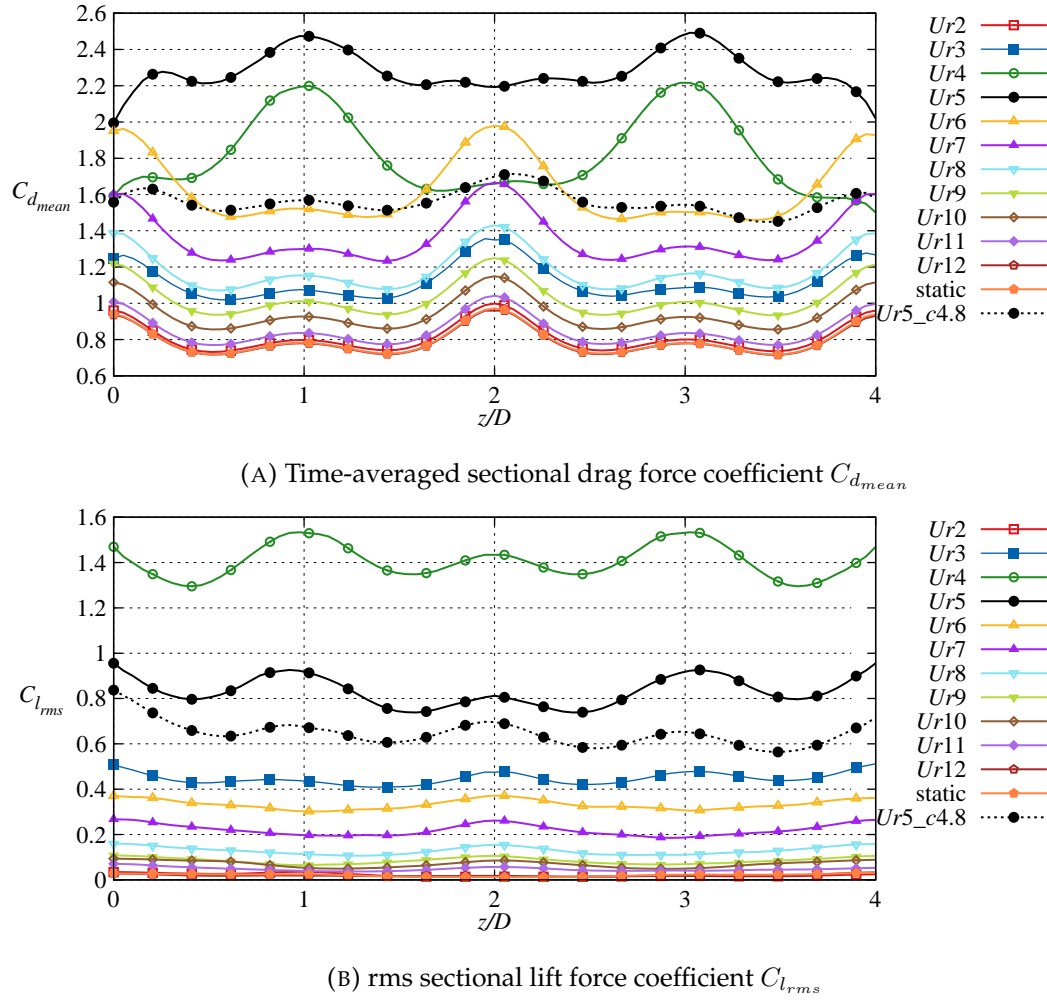 2.6
2.4
2.2
2
1.8
1.6
1.4
1.2
1
0.8
0.6
C_{d_{mean}}
0 1 2 3 4
z/D
Ur2
Ur3
Ur4
Ur5
Ur6
Ur7
Ur8
Ur9
Ur10
Ur11
Ur12
static
Ur5_c4.8
(A) Time-averaged sectional drag force coefficient C_{d_{mean}}
1.6
1.4
1.2
1
0.8
0.6
0.4
0.2
0
C_{l_{rms}}
0 1 2 3 4
z/D
Ur2
Ur3
Ur4
Ur5
Ur6
Ur7
Ur8
Ur9
Ur10
Ur11
Ur12
static
Ur5_c4.8
(B) rms sectional lift force coefficient C_{l_{rms}}